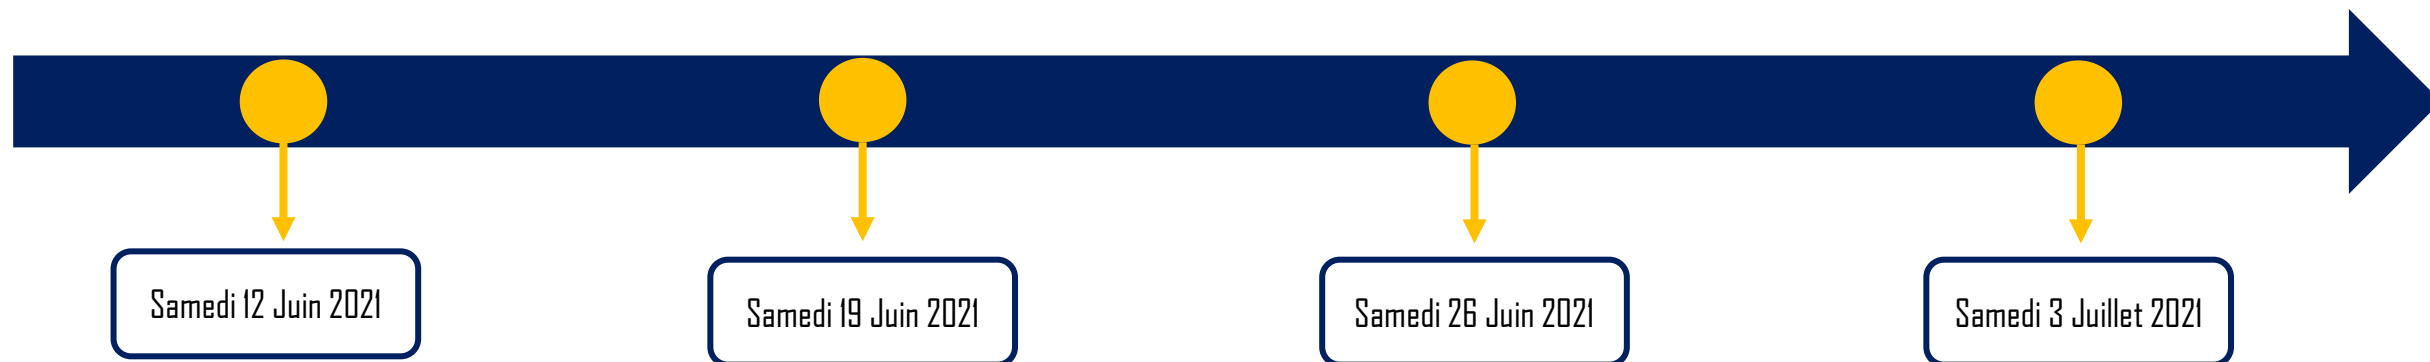 Samedi 12 Juin 2021
Samedi 19 Juin 2021
Samedi 26 Juin 2021
Samedi 3 Juillet 2021